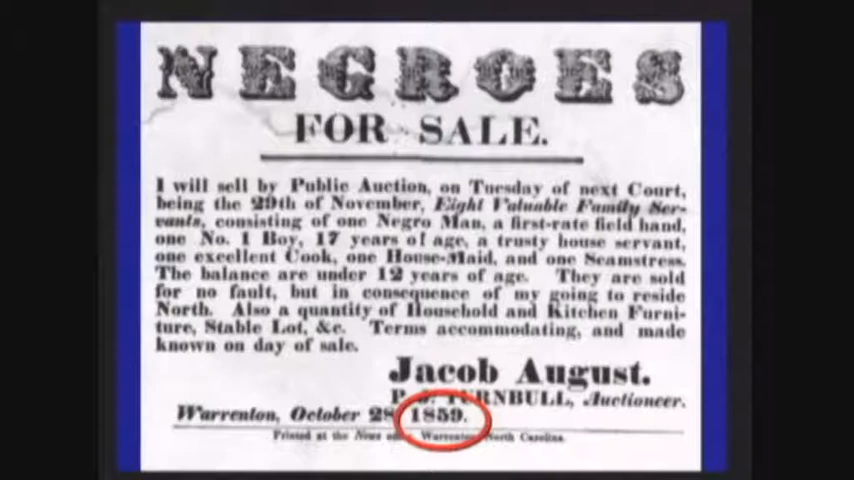 NEGROES
FOR SALE.
I will sell by Public Auction, on Tuesday of next Court,
being the 29th of November, Eight Valuable Family Ser-
vants, consisting of one Negro Man, a first-rate field hand,
one No. 1 Boy, 17 years of age, a trusty house servant,
one excellent Cook, one House-Maid, and one Seamstress.
The balance are under 12 years of age. They are sold
for no fault, but in consequence of my going to reside
North. Also a quantity of Household and Kitchen Furni-
ture, Stable Lot, &c. Terms accommodating, and made
known on day of sale.
Jacob August.
P. J. TURNBULL, Auctioneer.
Warrenton, October 28, 1859.
Printed at the News office, Warrenton, North Carolina.